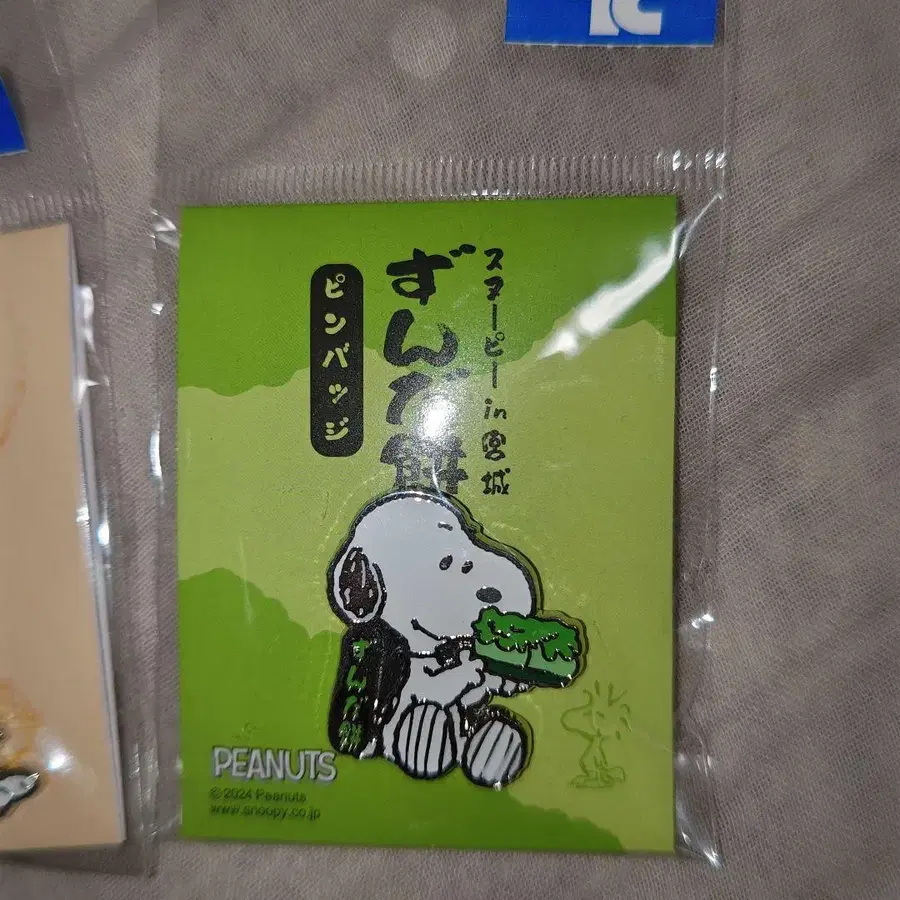 スヌーピー in 宮城
ずんだ餅
ピンバッジ
ずんだ餅
PEANUTS
©2024 Peanuts
www.snoopy.co.jp